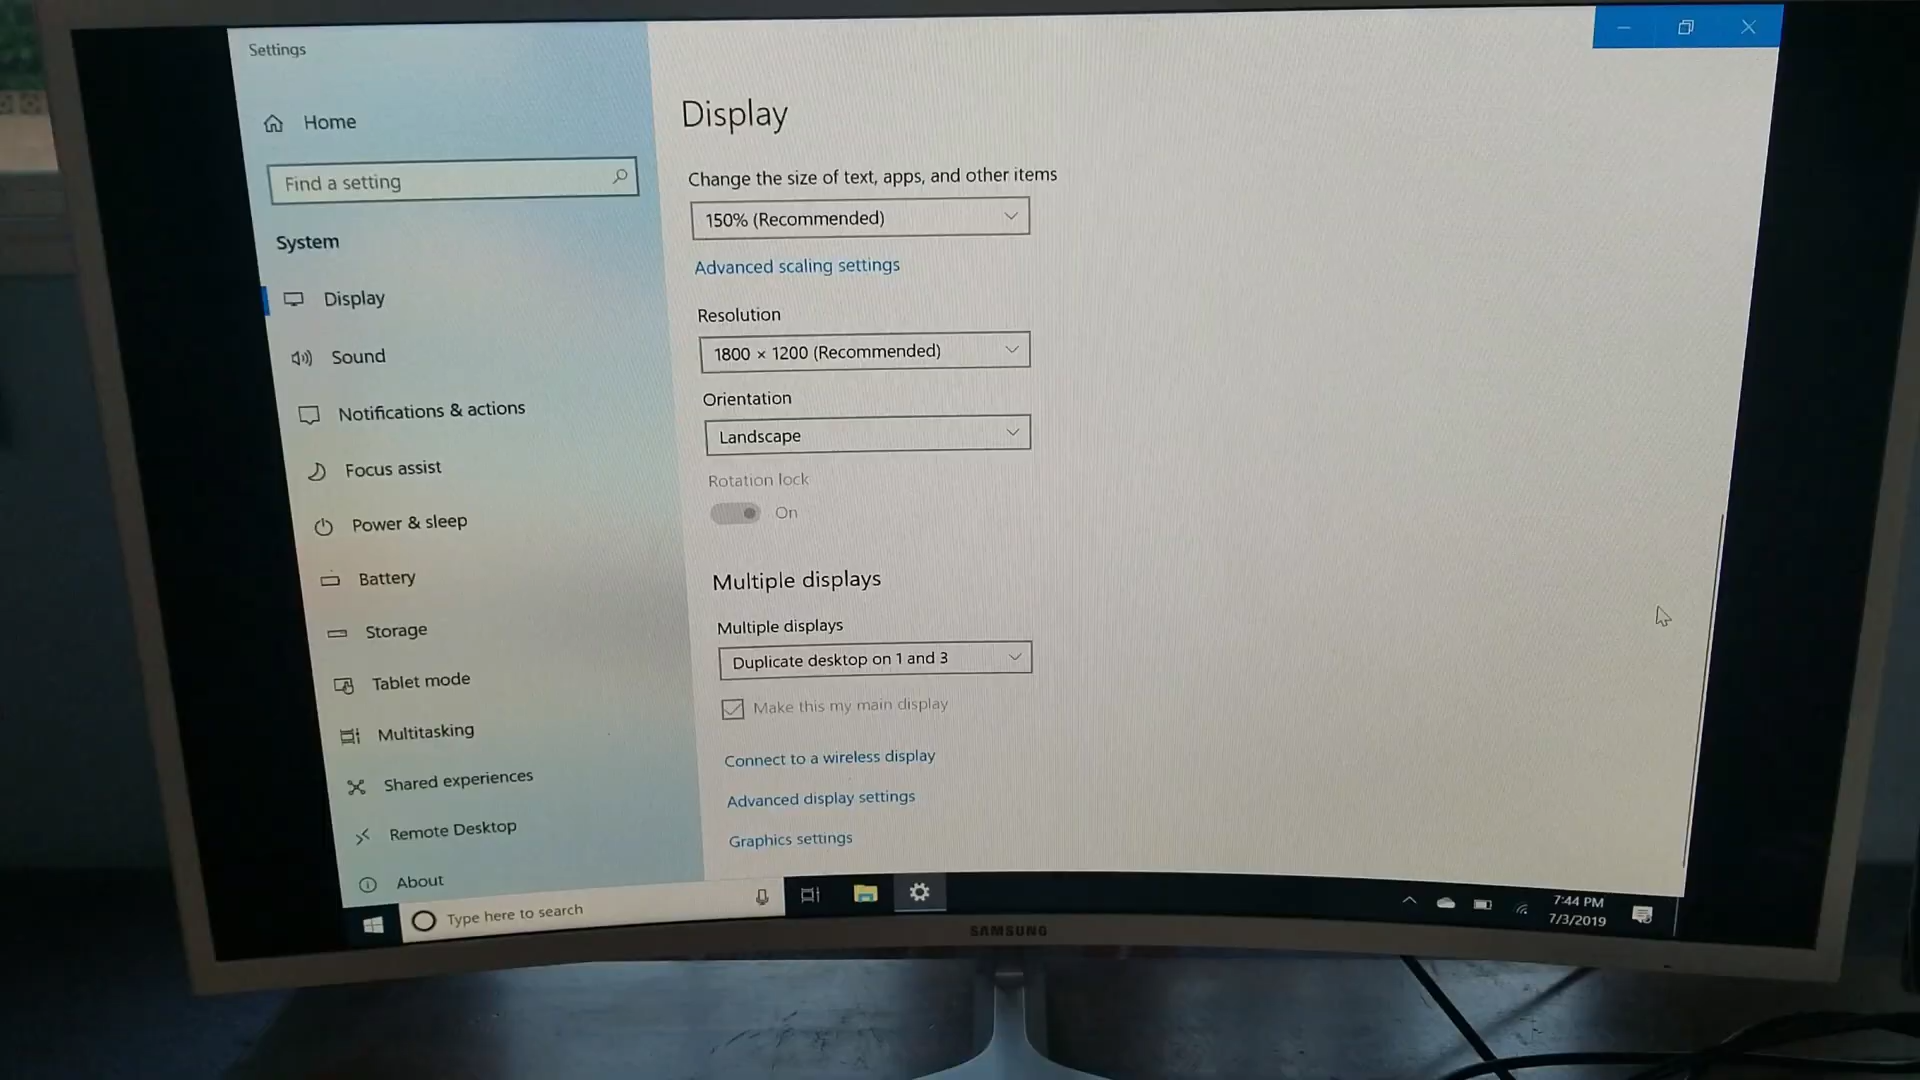 Settings
Home
Find a setting
System
Display
Sound
Notifications & actions
Focus assist
Power & sleep
Battery
Storage
Tablet mode
Multitasking
Shared experiences
Remote Desktop
About
Display
Change the size of text, apps, and other items
150% (Recommended)
Advanced scaling settings
Resolution
1800 × 1200 (Recommended)
Orientation
Landscape
Rotation lock
On
Multiple displays
Multiple displays
Duplicate desktop on 1 and 3
Make this my main display
Connect to a wireless display
Advanced display settings
Graphics settings
Type here to search
7:44 PM
7/3/2019
SAMSUNG